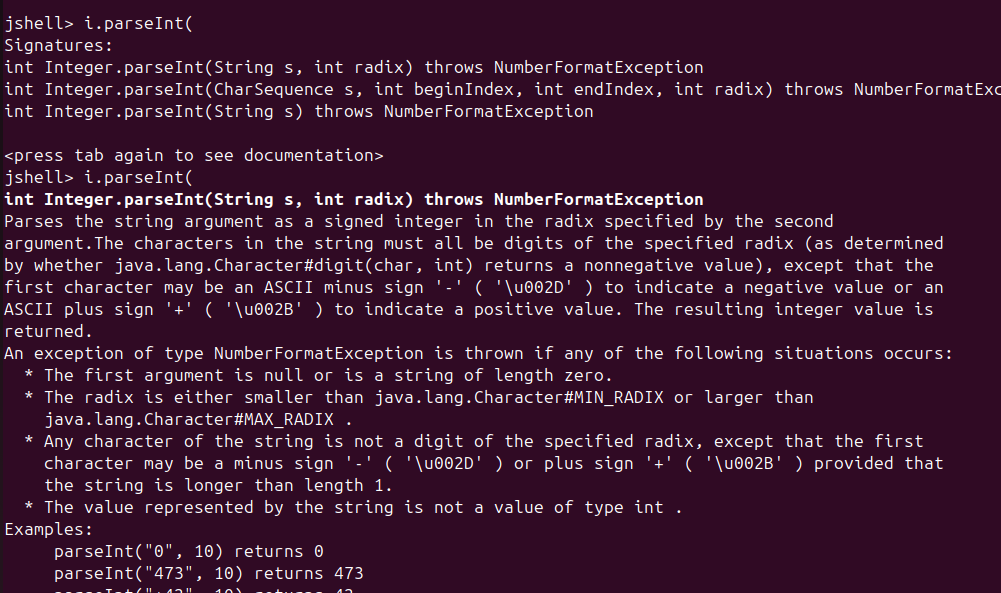 jshell> i.parseInt(
Signatures:
int Integer.parseInt(String s, int radix) throws NumberFormatException
int Integer.parseInt(CharSequence s, int beginIndex, int endIndex, int radix) throws NumberFormatExc
int Integer.parseInt(String s) throws NumberFormatException
<press tab again to see documentation>
jshell> i.parseInt(
int Integer.parseInt(String s, int radix) throws NumberFormatException
Parses the string argument as a signed integer in the radix specified by the second
argument.The characters in the string must all be digits of the specified radix (as determined
by whether java.lang.Character#digit(char, int) returns a nonnegative value), except that the
first character may be an ASCII minus sign '-' ( '\u002D' ) to indicate a negative value or an
ASCII plus sign '+' ( '\u002B' ) to indicate a positive value. The resulting integer value is
returned.
An exception of type NumberFormatException is thrown if any of the following situations occurs:
* The first argument is null or is a string of length zero.
* The radix is either smaller than java.lang.Character#MIN_RADIX or larger than
java.lang.Character#MAX_RADIX .
* Any character of the string is not a digit of the specified radix, except that the first
character may be a minus sign '-' ( '\u002D' ) or plus sign '+' ( '\u002B' ) provided that
the string is longer than length 1.
* The value represented by the string is not a value of type int .
Examples:
parseInt("0", 10) returns 0
parseInt("473", 10) returns 473
parseInt("+42", 10) returns 42